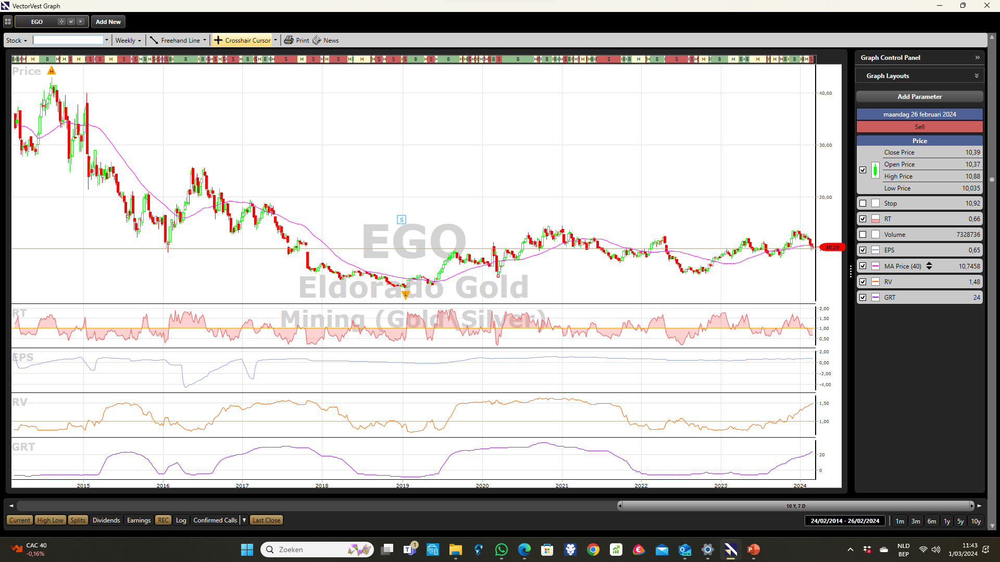 VectorVest Graph
EGO
Add New
Stock
Weekly
Freehand Line
Crosshair Cursor
Print
News
Price
H
40,00
30,00
20,00
10,39
S
L
EGO
Eldorado Gold
Mining (Gold\Silver)
RT
2,00
1,50
1,00
0,50
EPS
2,00
0,00
-2,00
-4,00
RV
1,50
1,00
GRT
20
0
2015 2016 2017 2018 2019 2020 2021 2022 2023 2024
Graph Control Panel
Graph Layouts
Add Parameter
maandag 26 februari 2024
Sell
Price
Close Price 10,39
Open Price 10,37
High Price 10,88
Low Price 10,035
Stop 10,92
RT 0,66
Volume 7328736
EPS 0,65
MA Price (40) 10,7458
RV 1,48
GRT 24
10 Y, 7 D
Current High Low Splits Dividends Earnings REC Log Confirmed Calls Last Close
24/02/2014 - 26/02/2024 1m 3m 6m 1y 5y 10y
CAC 40
-0,16%
Zoeken
1
NEW
NLD
BEP
11:43
1/03/2024